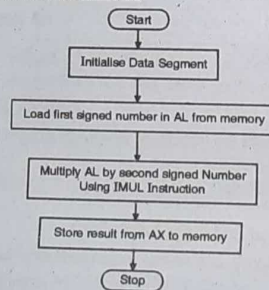 Start
Initialise Data Segment
Load first signed number in AL from memory
Multiply AL by second signed Number
Using IMUL Instruction
Store result from AX to memory
Stop